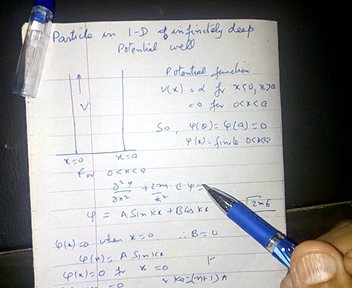 Particle in 1-D of infinitely deep
Potential well
Potential function
V(x) = α for x<0, x>a
= 0 for 0<x<a
V
So, φ(0) = φ(a) = 0
φ(x) = finite 0<x<a
x=0 x=a
For 0<x<a
∂²φ/∂x² + 2m/ħ² ∈ φ =
φ = A Sin kx + B Cos kx
φ(x)=0 when x=0 B=0
φ(x) = A Sin kx
φ(x)=0 for x=0
ka=(n+1)π